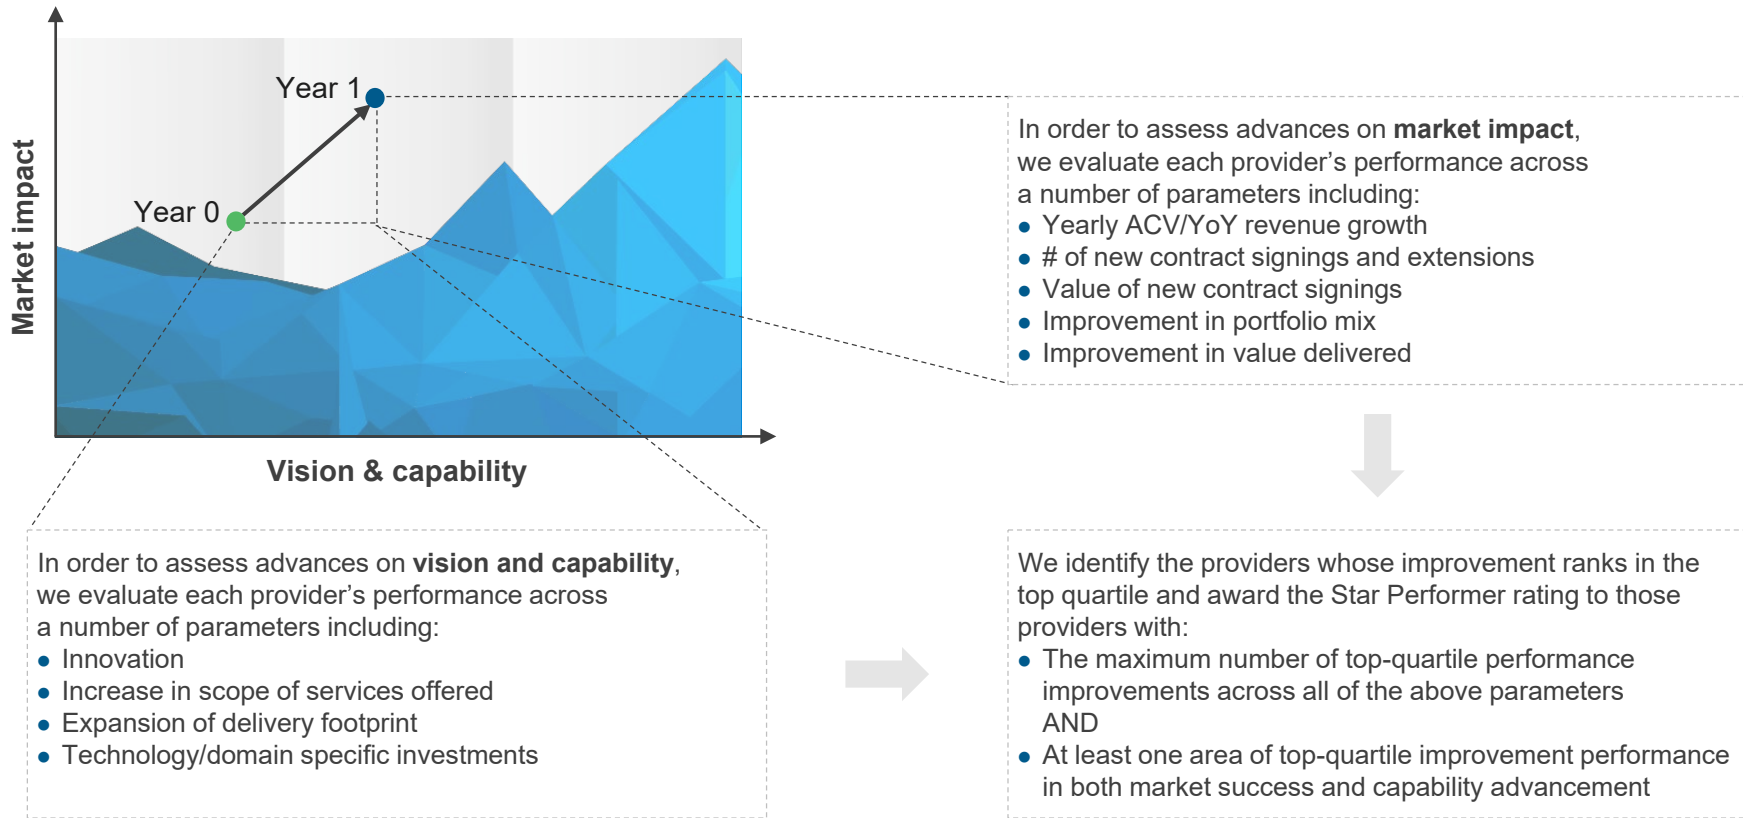 Year 1
Year 0
Market impact
Vision & capability
In order to assess advances on market impact,
we evaluate each provider’s performance across
a number of parameters including:
● Yearly ACV/YoY revenue growth
● # of new contract signings and extensions
● Value of new contract signings
● Improvement in portfolio mix
● Improvement in value delivered
In order to assess advances on vision and capability,
we evaluate each provider’s performance across
a number of parameters including:
● Innovation
● Increase in scope of services offered
● Expansion of delivery footprint
● Technology/domain specific investments
We identify the providers whose improvement ranks in the
top quartile and award the Star Performer rating to those
providers with:
● The maximum number of top-quartile performance
improvements across all of the above parameters
AND
● At least one area of top-quartile improvement performance
in both market success and capability advancement